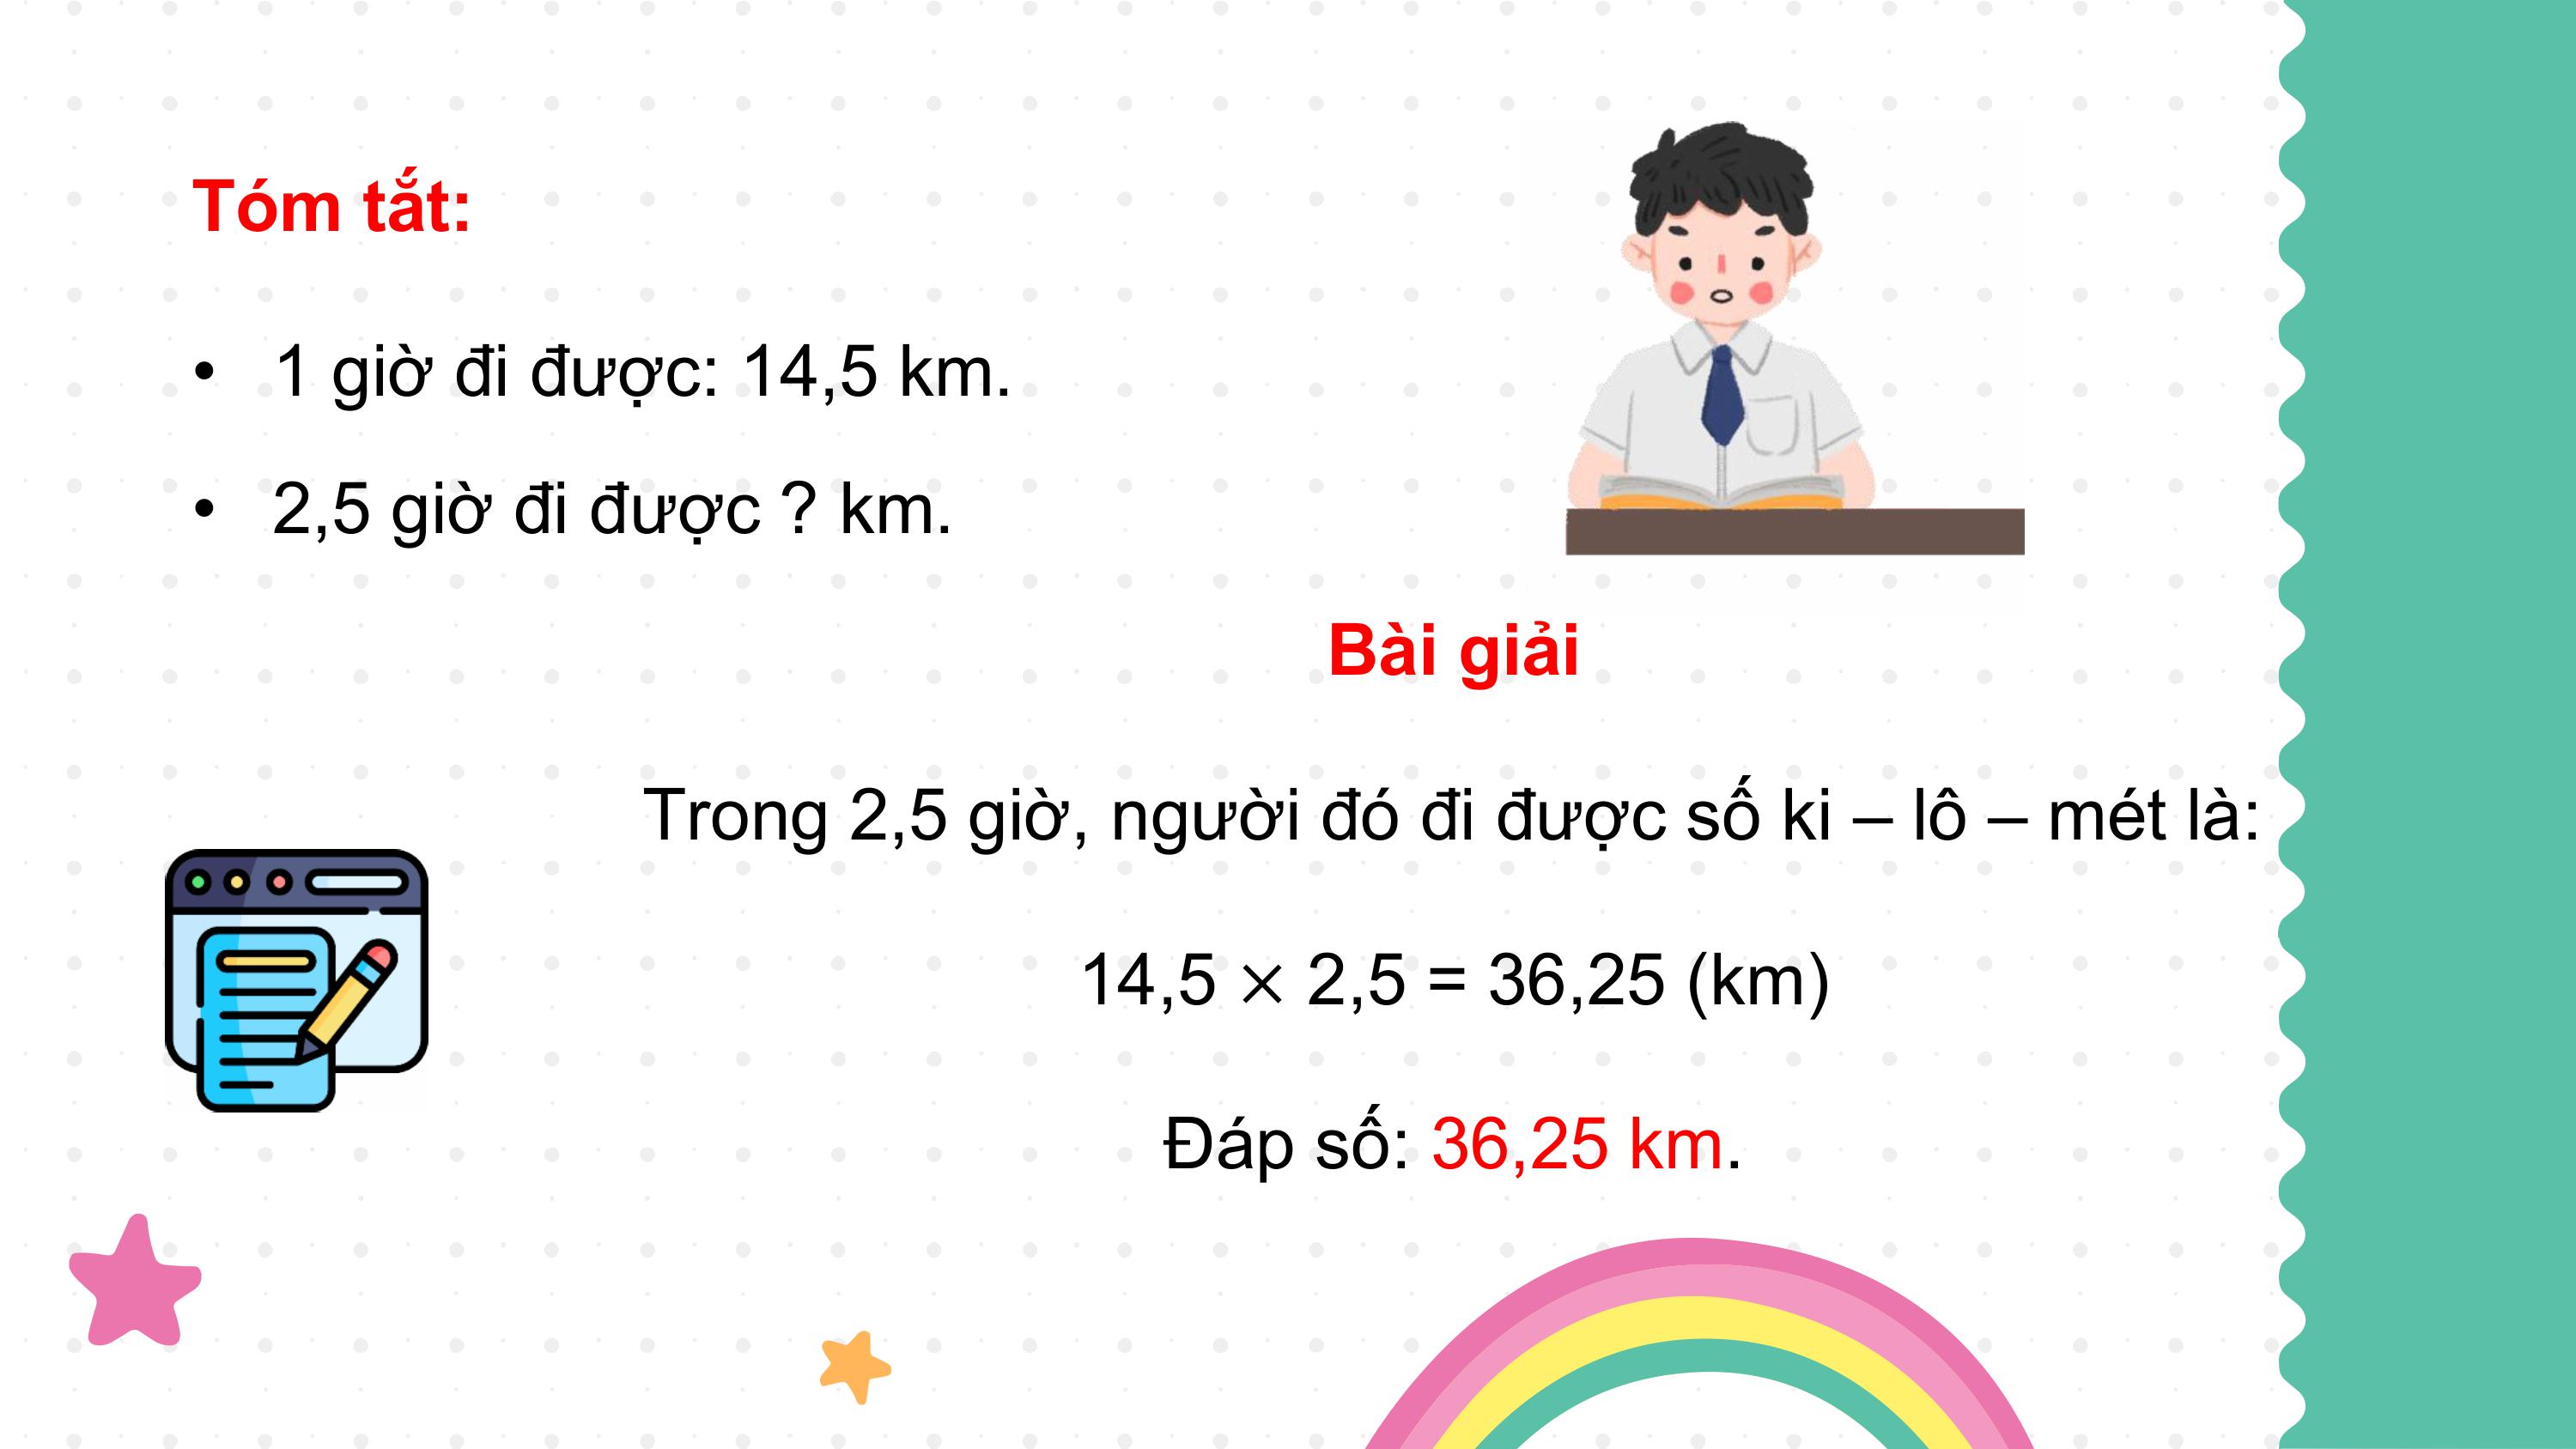 Tóm tắt:
• 1 giờ đi được: 14,5 km.
• 2,5 giờ đi được ? km.
Bài giải
Trong 2,5 giờ, người đó đi được số ki – lô – mét là:
14,5 × 2,5 = 36,25 (km)
Đáp số: 36,25 km.